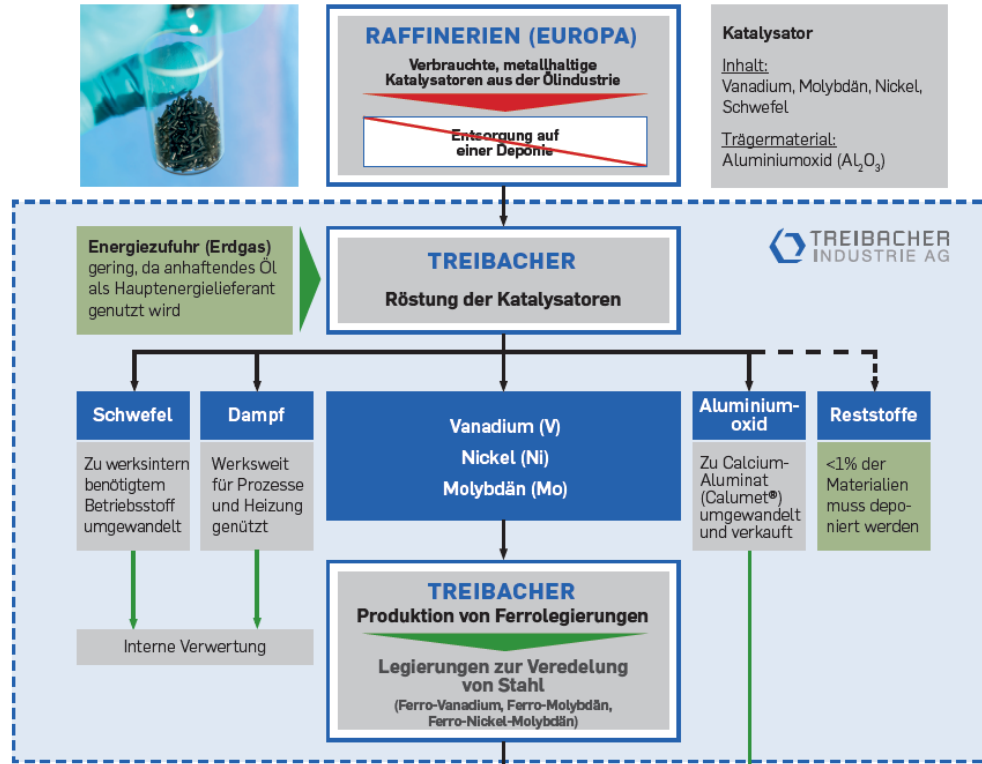 RAFFINERIEN (EUROPA)
Verbrauchte, metallhaltige
Katalysatoren aus der Ölindustrie
Entsorgung auf
einer Deponie
Katalysator
Inhalt:
Vanadium, Molybdän, Nickel,
Schwefel
Trägermaterial:
Aluminiumoxid (Al₂O₃)
Energiezufuhr (Erdgas)
gering, da anhaftendes Öl
als Hauptenergielieferant
genutzt wird
TREIBACHER
Röstung der Katalysatoren
TREIBACHER
INDUSTRIE AG
Schwefel
Zu werksintern
benötigtem
Betriebsstoff
umgewandelt
Dampf
Werksweit
für Prozesse
und Heizung
genützt
Vanadium (V)
Nickel (Ni)
Molybdän (Mo)
Aluminium-
oxid
Zu Calcium-
Aluminat
(Calumet®)
umgewandelt
und verkauft
Reststoffe
<1% der
Materialien
muss depo-
niert werden
Interne Verwertung
TREIBACHER
Produktion von Ferrolegierungen
Legierungen zur Veredelung
von Stahl
(Ferro-Vanadium, Ferro-Molybdän,
Ferro-Nickel-Molybdän)